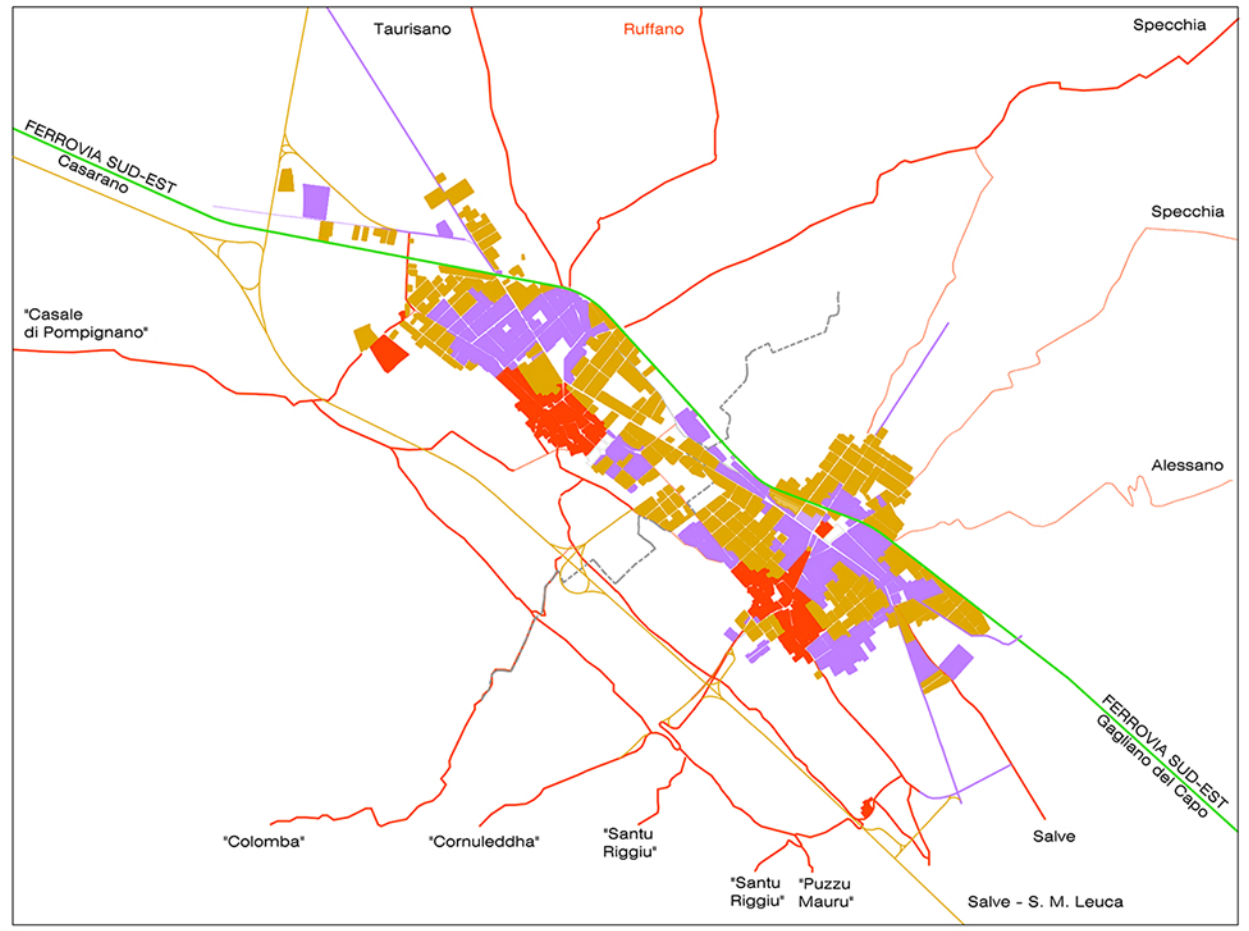 Taurisano
Ruffano
Specchia
FERROVIA SUD-EST
Casarano
Specchia
"Casale
di Pompignano"
Alessano
FERROVIA SUD-EST
Gagliano del Capo
"Colomba"
"Cornuleddha"
"Santu
Riggiu"
Salve
"Santu
Riggiu"
"Puzzu
Mauru"
Salve - S. M. Leuca